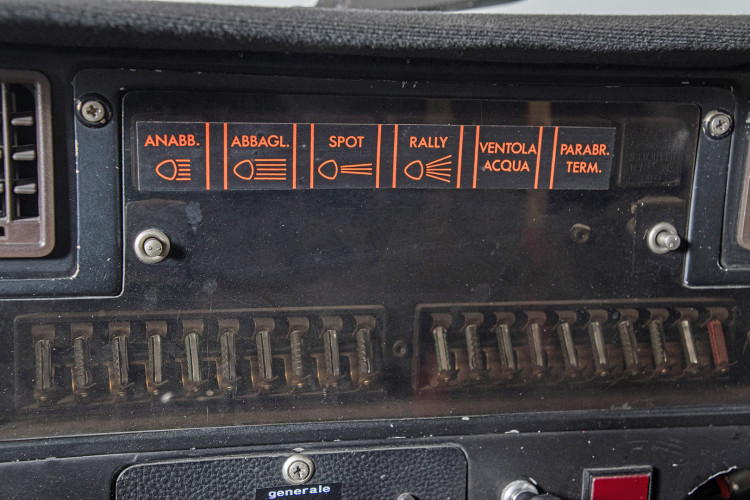 ANABB.
ABBAGL.
SPOT
RALLY
VENTOLA
ACQUA
PARABR.
TERM.
generale